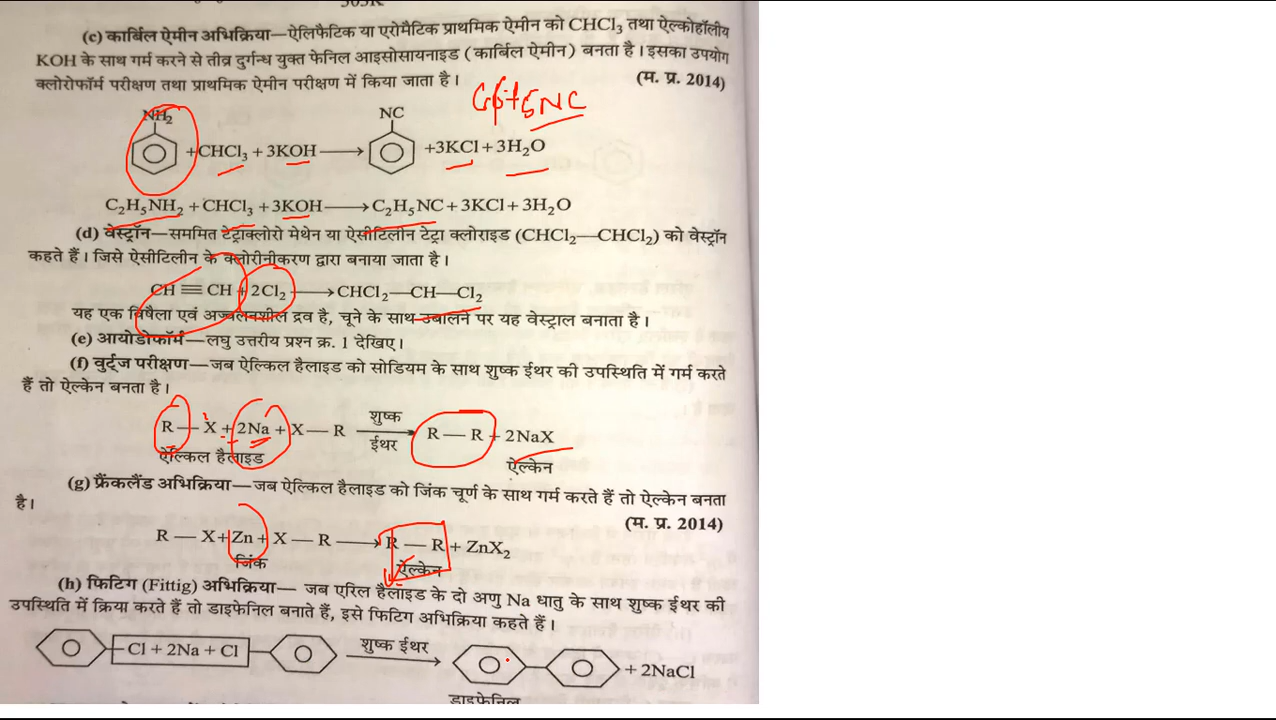 303K
(c) कार्बिल ऐमीन अभिक्रिया—ऐलिफैटिक या एरोमैटिक प्राथमिक ऐमीन को CHCl₃ तथा ऐल्कोहॉलीय
KOH के साथ गर्म करने से तीव्र दुर्गन्ध युक्त फेनिल आइसोसायनाइड (कार्बिल ऐमीन) बनता है। इसका उपयोग
क्लोरोफॉर्म परीक्षण तथा प्राथमिक ऐमीन परीक्षण में किया जाता है। (म. प्र. 2014)
C6H5NC
NH₂ NC
+CHCl₃ + 3KOH ⟶ +3KCl + 3H₂O
C₂H₅NH₂ + CHCl₃ + 3KOH ⟶ C₂H₅NC + 3KCl + 3H₂O
(d) वेस्ट्रॉन—सममित टेट्राक्लोरो मेथेन या ऐसीटिलीन टेट्रा क्लोराइड (CHCl₂—CHCl₂) को वेस्ट्रॉन
कहते हैं। जिसे ऐसीटिलीन के क्लोरीनीकरण द्वारा बनाया जाता है।
CH ≡ CH + 2Cl₂ ⟶ CHCl₂—CH—Cl₂
यह एक विषैला एवं अज्वलनशील द्रव है, चूने के साथ उबालने पर यह वेस्ट्राल बनाता है।
(e) आयोडोफॉर्म—लघु उत्तरीय प्रश्न क्र. 1 देखिए।
(f) वुर्ट्ज परीक्षण—जब ऐल्किल हैलाइड को सोडियम के साथ शुष्क ईथर की उपस्थिति में गर्म करते
हैं तो ऐल्केन बनता है।
R — X + 2Na + X — R शुष्क ईथर ⟶ R — R + 2NaX
ऐल्किल हैलाइड ऐल्केन
(g) फ्रैंकलैंड अभिक्रिया—जब ऐल्किल हैलाइड को जिंक चूर्ण के साथ गर्म करते हैं तो ऐल्केन बनता
है। (म. प्र. 2014)
R — X + Zn + X — R ⟶ R — R + ZnX₂
जिंक ऐल्केन
(h) फिटिग (Fittig) अभिक्रिया— जब एरिल हैलाइड के दो अणु Na धातु के साथ शुष्क ईथर की
उपस्थिति में क्रिया करते हैं तो डाइफेनिल बनाते हैं, इसे फिटिग अभिक्रिया कहते हैं।
Cl + 2Na + Cl शुष्क ईथर ⟶ + 2NaCl
डाइफेनिल